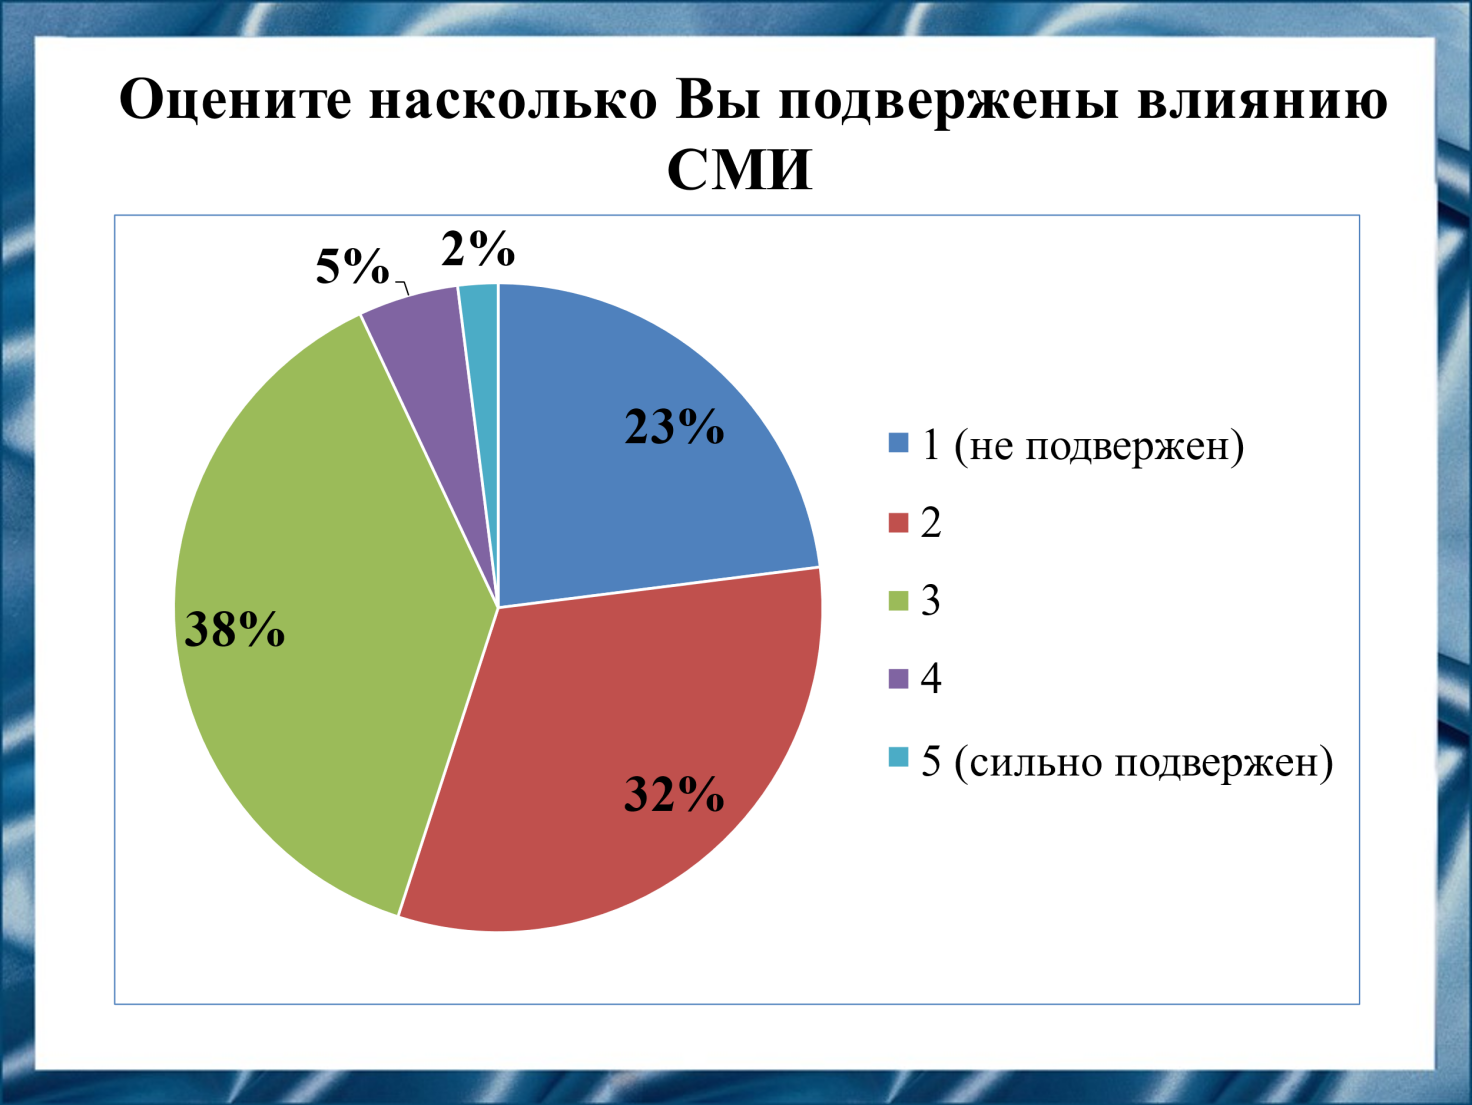 Оцените насколько Вы подвержены влиянию
СМИ
5%
2%
23%
38%
32%
1 (не подвержен)
2
3
4
5 (сильно подвержен)